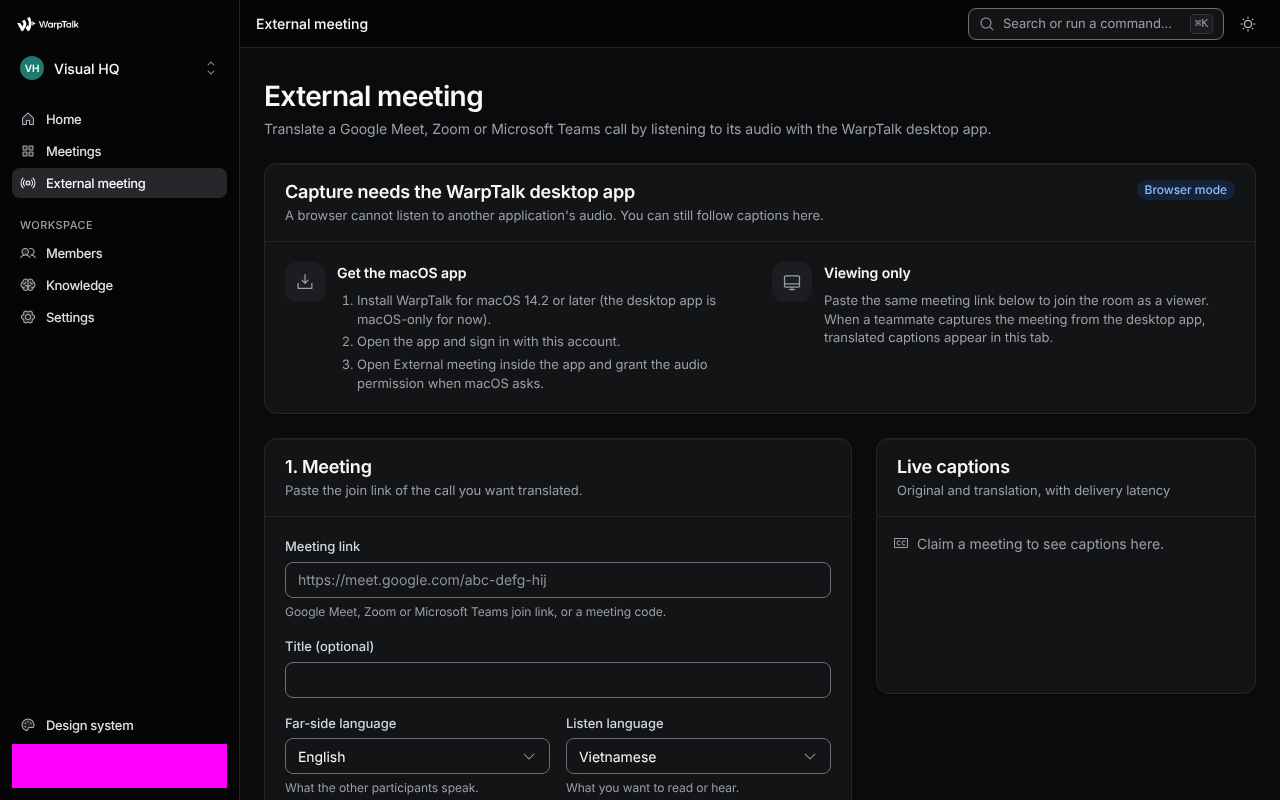 WarpTalk
External meeting
Search or run a command...
⌘K
VH
Visual HQ
Home
Meetings
External meeting
WORKSPACE
Members
Knowledge
Settings
Design system
External meeting
Translate a Google Meet, Zoom or Microsoft Teams call by listening to its audio with the WarpTalk desktop app.
Capture needs the WarpTalk desktop app
Browser mode
A browser cannot listen to another application's audio. You can still follow captions here.
Get the macOS app
1. Install WarpTalk for macOS 14.2 or later (the desktop app is
macOS-only for now).
2. Open the app and sign in with this account.
3. Open External meeting inside the app and grant the audio
permission when macOS asks.
Viewing only
Paste the same meeting link below to join the room as a viewer.
When a teammate captures the meeting from the desktop app,
translated captions appear in this tab.
1. Meeting
Paste the join link of the call you want translated.
Meeting link
https://meet.google.com/abc-defg-hij
Google Meet, Zoom or Microsoft Teams join link, or a meeting code.
Title (optional)
Far-side language
Listen language
English
Vietnamese
What the other participants speak.
What you want to read or hear.
Live captions
Original and translation, with delivery latency
CC
Claim a meeting to see captions here.